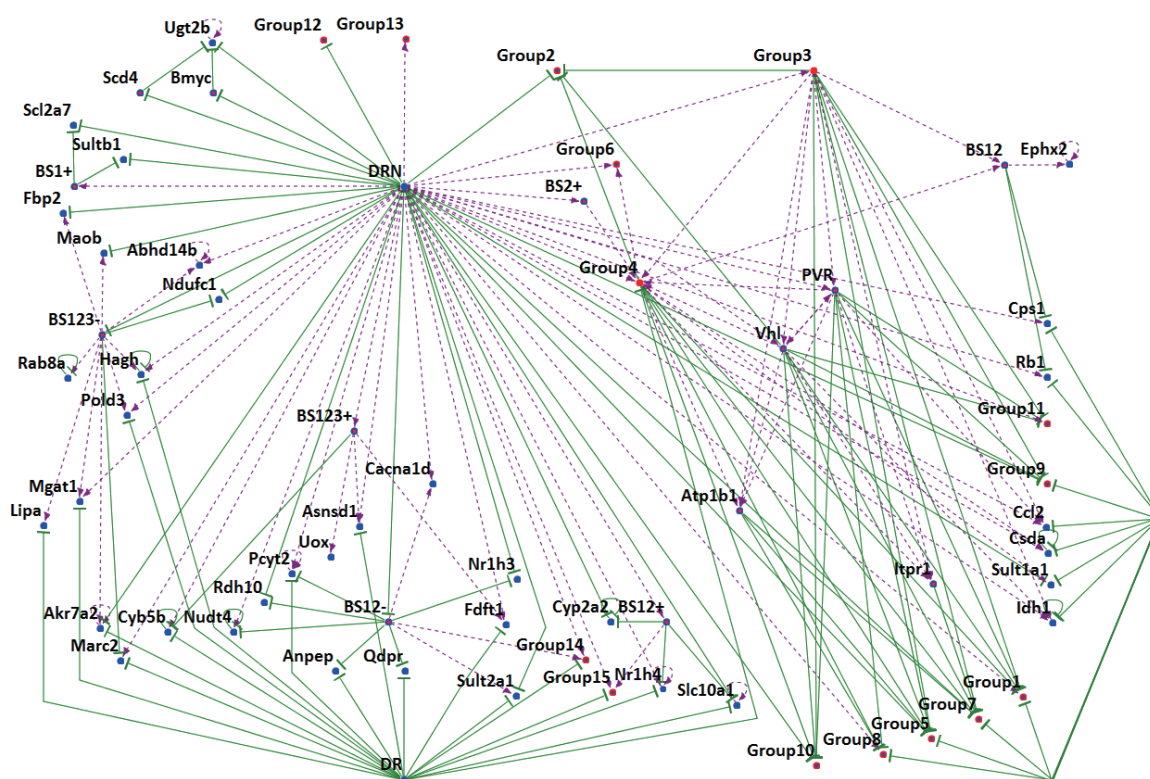 Group12
Group13
Ugt2b
Group2
Group3
Scd4
Bmyc
Scl2a7
Sultb1
Group6
BS12
Ephx2
BS1+
DRN
BS2+
Fbp2
Maob
Abhd14b
Group4
PVR
Ndufc1
BS123-
Vhl
Cps1
Rab8a
Hagh
Rb1
Pold3
Group11
BS123+
Cacna1d
Group9
Mgat1
Atp1b1
Lipa
Asnsd1
Ccl2
Uox
Csda
Pcyt2
Nr1h3
Itpr1
Sult1a1
Rdh10
BS12-
Fdft1
Cyp2a2
BS12+
Idh1
Akr7a2
Cyb5b
Nudt4
Marc2
Anpep
Qdpr
Group14
Sult2a1
Group15
Nr1h4
Slc10a1
Group1
Group7
Group5
Group8
Group10
DR